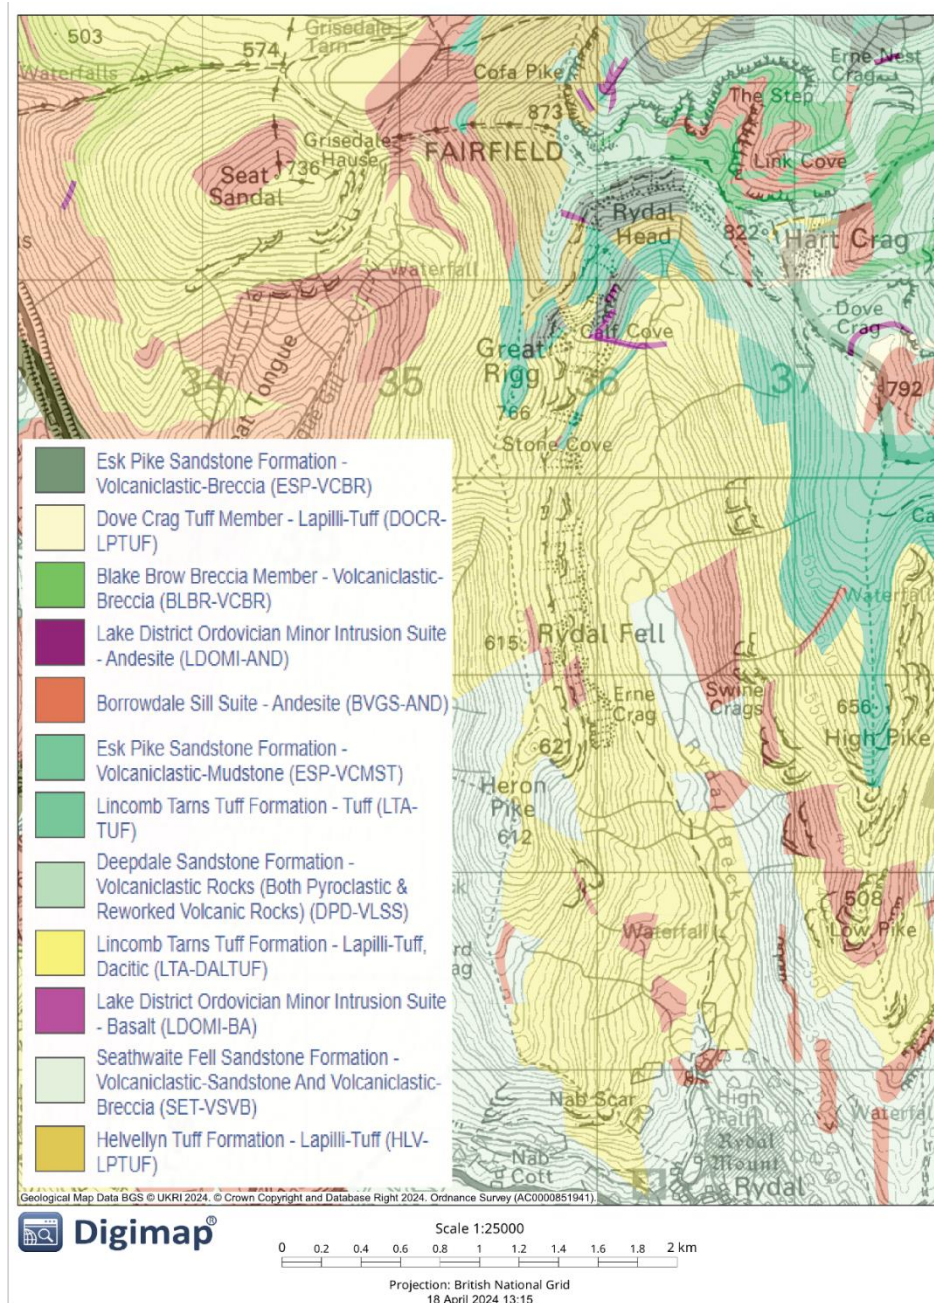 503
574
Grisedale
Tarn
Waterfalls
Cofa Pike
Erne Nest
Crag
The Step
873
Grisedale
Hause
FAIRFIELD
Link Cove
Seat
Sandal
736
Rydal
Head
822
Hart Crag
Waterfall
Dove
Crag
Calf Cove
Great
Rigg
34
35
36
37
792
766
Stone Cove
615
Rydal Fell
Erne
Crag
Swine
Crags
Waterfalls
656
High Pike
621
Heron
Pike
612
Rydal
Beck
508
Low Pike
Waterfall
Nab Scar
High
Fall
Rydal
Mount
Nab
Cott
Rydal
Esk Pike Sandstone Formation -
Volcaniclastic-Breccia (ESP-VCBR)
Dove Crag Tuff Member - Lapilli-Tuff (DOCR-
LPTUF)
Blake Brow Breccia Member - Volcaniclastic-
Breccia (BLBR-VCBR)
Lake District Ordovician Minor Intrusion Suite
- Andesite (LDOMI-AND)
Borrowdale Sill Suite - Andesite (BVGS-AND)
Esk Pike Sandstone Formation -
Volcaniclastic-Mudstone (ESP-VCMST)
Lincomb Tarns Tuff Formation - Tuff (LTA-
TUF)
Deepdale Sandstone Formation -
Volcaniclastic Rocks (Both Pyroclastic &
Reworked Volcanic Rocks) (DPD-VLSS)
Lincomb Tarns Tuff Formation - Lapilli-Tuff,
Dacitic (LTA-DALTUF)
Lake District Ordovician Minor Intrusion Suite
- Basalt (LDOMI-BA)
Seathwaite Fell Sandstone Formation -
Volcaniclastic-Sandstone And Volcaniclastic-
Breccia (SET-VSVB)
Helvellyn Tuff Formation - Lapilli-Tuff (HLV-
LPTUF)
Geological Map Data BGS © UKRI 2024. © Crown Copyright and Database Right 2024. Ordnance Survey (AC0000851941).
Digimap®
Scale 1:25000
0 0.2 0.4 0.6 0.8 1 1.2 1.4 1.6 1.8 2 km
Projection: British National Grid
18 April 2024 13:15